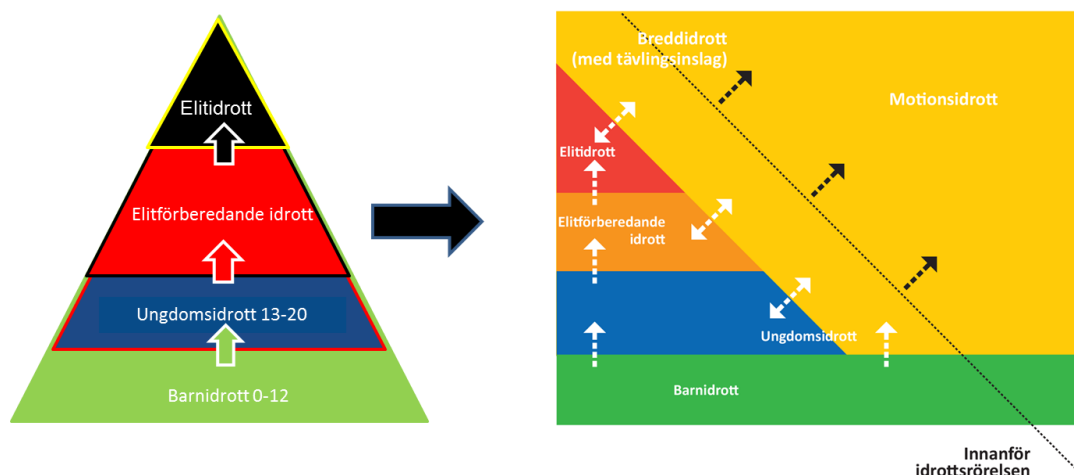 Elitidrott
Elitförberedande idrott
Ungdomsidrott 13-20
Barnidrott 0-12
Breddidrott
(med tävlingsinslag)
Motionsidrott
Elitidrott
Elitförberedande
idrott
Ungdomsidrott
Barnidrott
Innanför
idrottsrörelsen